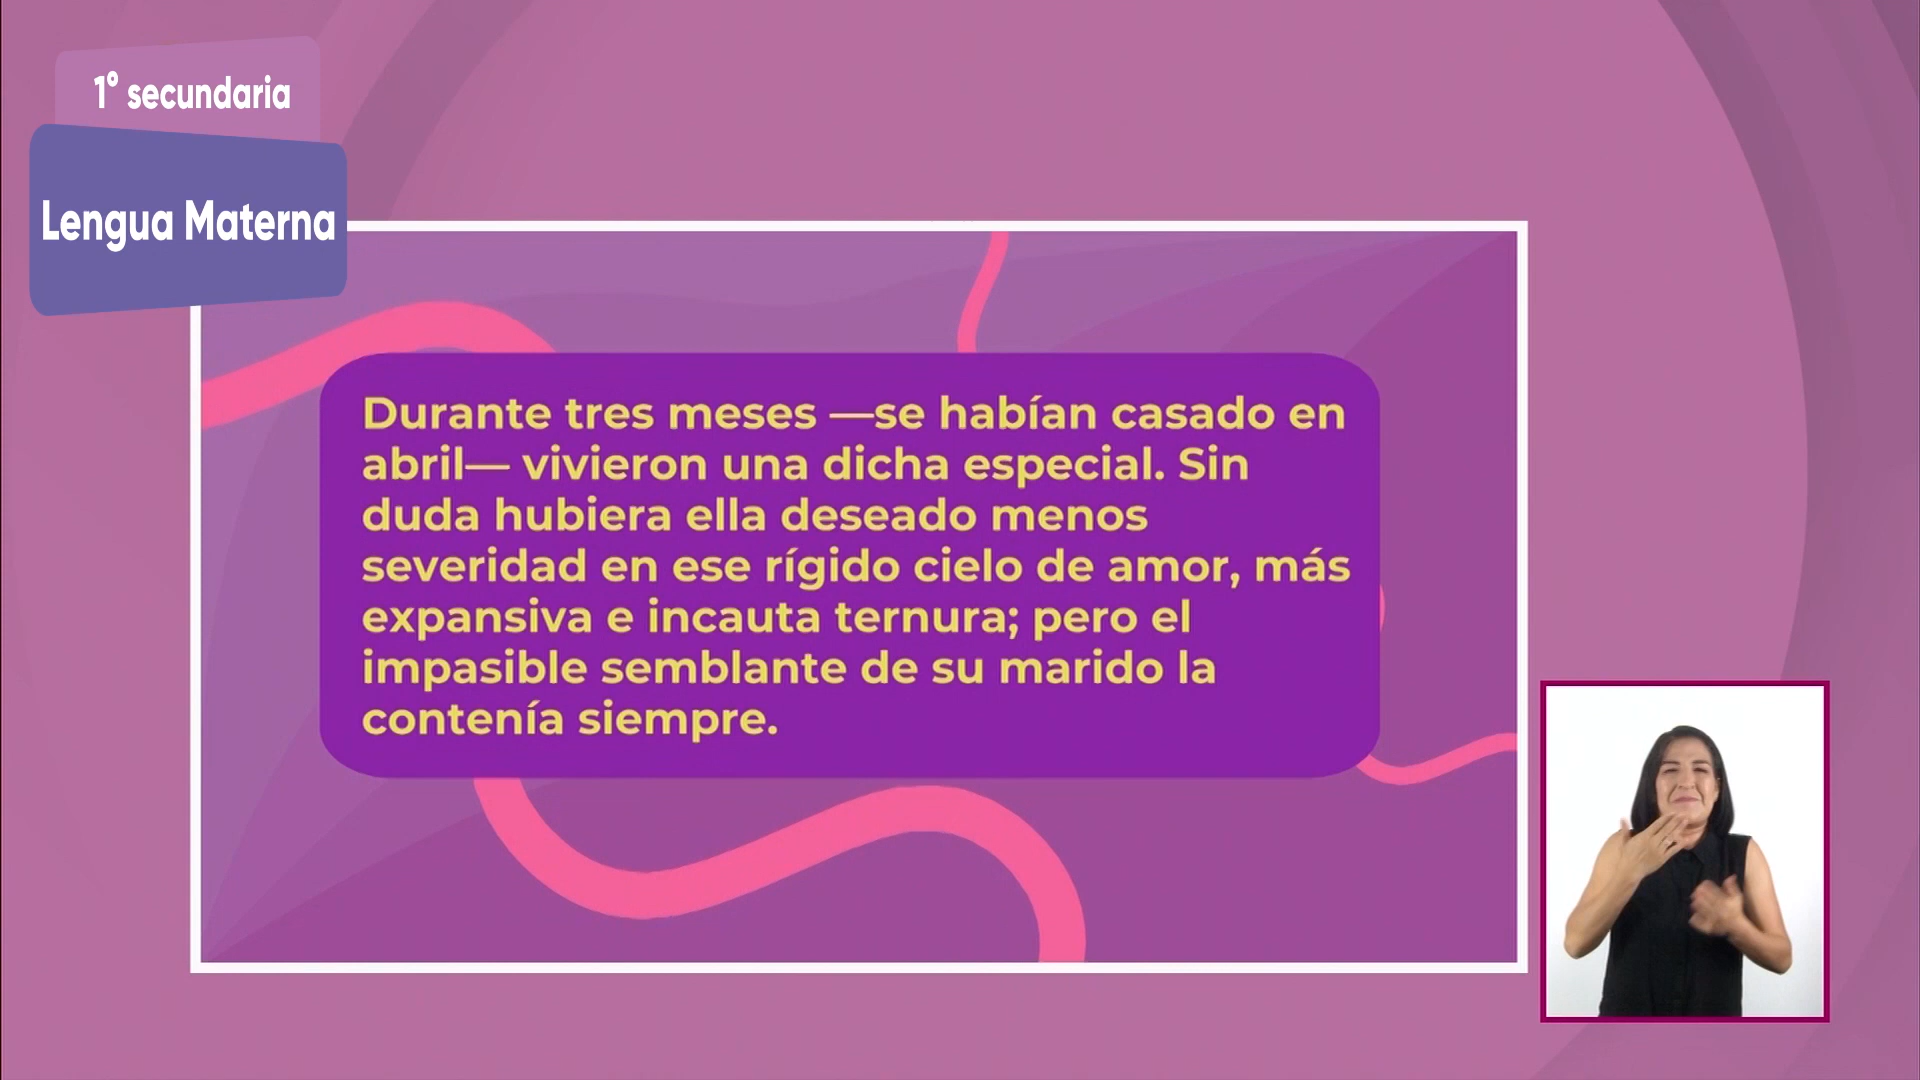 1° secundaria
Lengua Materna
Durante tres meses —se habían casado en
abril— vivieron una dicha especial. Sin
duda hubiera ella deseado menos
severidad en ese rígido cielo de amor, más
expansiva e incauta ternura; pero el
impasible semblante de su marido la
contenía siempre.